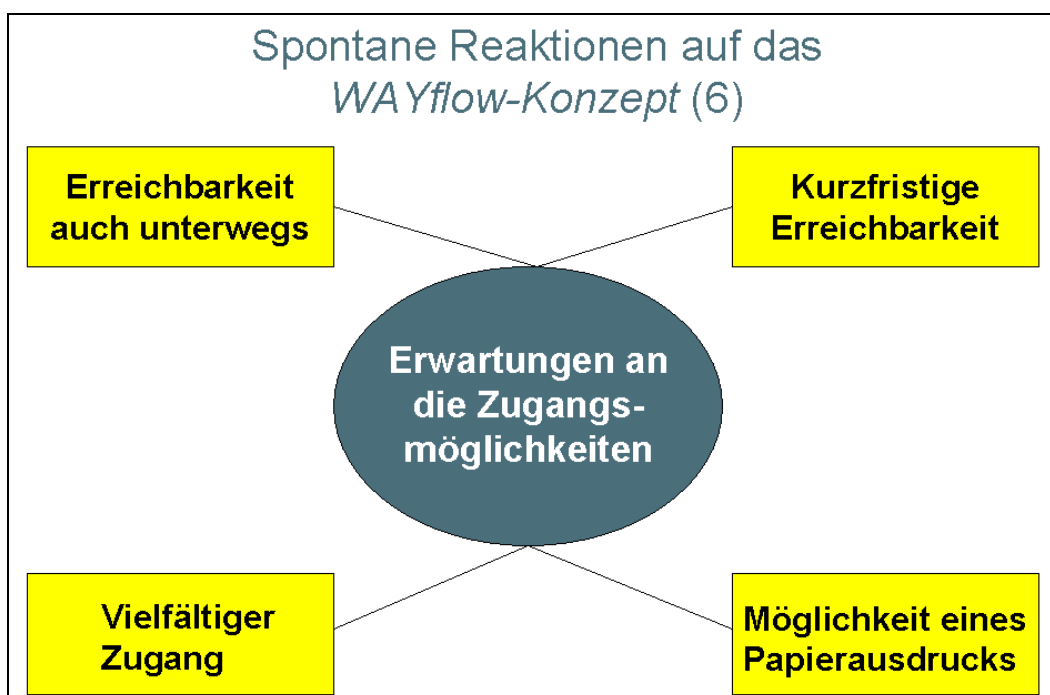 Spontane Reaktionen auf das
WAYflow-Konzept (6)
Erreichbarkeit
auch unterwegs
Kurzfristige
Erreichbarkeit
Erwartungen an
die Zugangs-
möglichkeiten
Vielfältiger
Zugang
Möglichkeit eines
Papierausdrucks